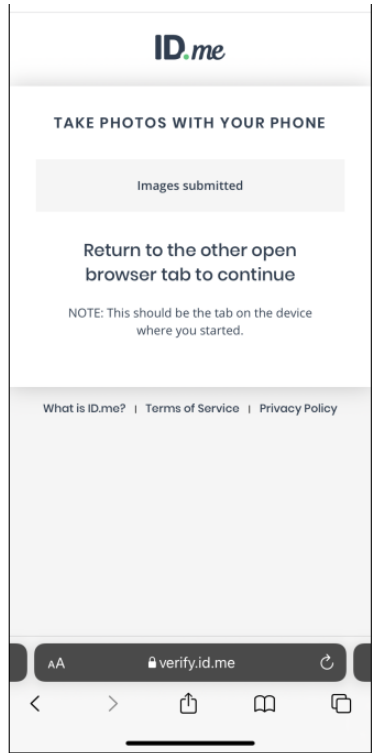 ID.me
TAKE PHOTOS WITH YOUR PHONE
Images submitted
Return to the other open
browser tab to continue
NOTE: This should be the tab on the device
where you started.
What is ID.me? | Terms of Service | Privacy Policy
AA verify.id.me